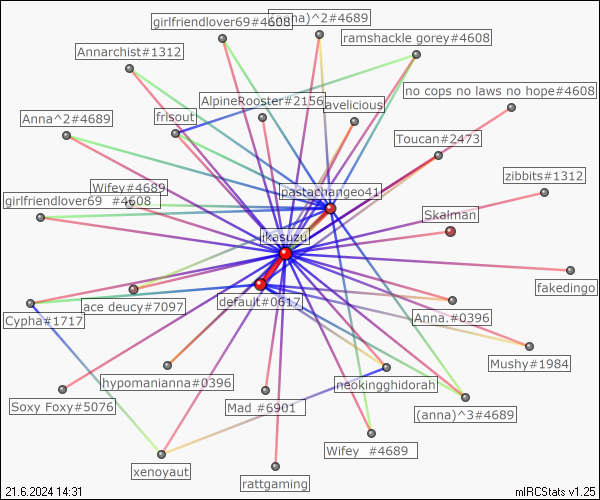 girlfriendlover69#4608
(anna)^2#4689
ramshackle gorey#4608
Annarchist#1312
no cops no laws no hope#4608
AlpineRooster#2156
avelicious
frisout
Anna^2#4689
Toucan#2473
zibbits#1312
Wifey#4689
pastachangeo41
girlfriendlover69 #4608
Skalman
ikasuzu
fakedingo
default#0617
ace deucy#7097
Cypha#1717
Anna.#0396
Mushy#1984
hypomanianna#0396
neokingghidorah
Soxy Foxy#5076
Mad #6901
(anna)^3#4689
Wifey #4689
xenoyaut
rattgaming
21.6.2024 14:31
mIRCStats v1.25